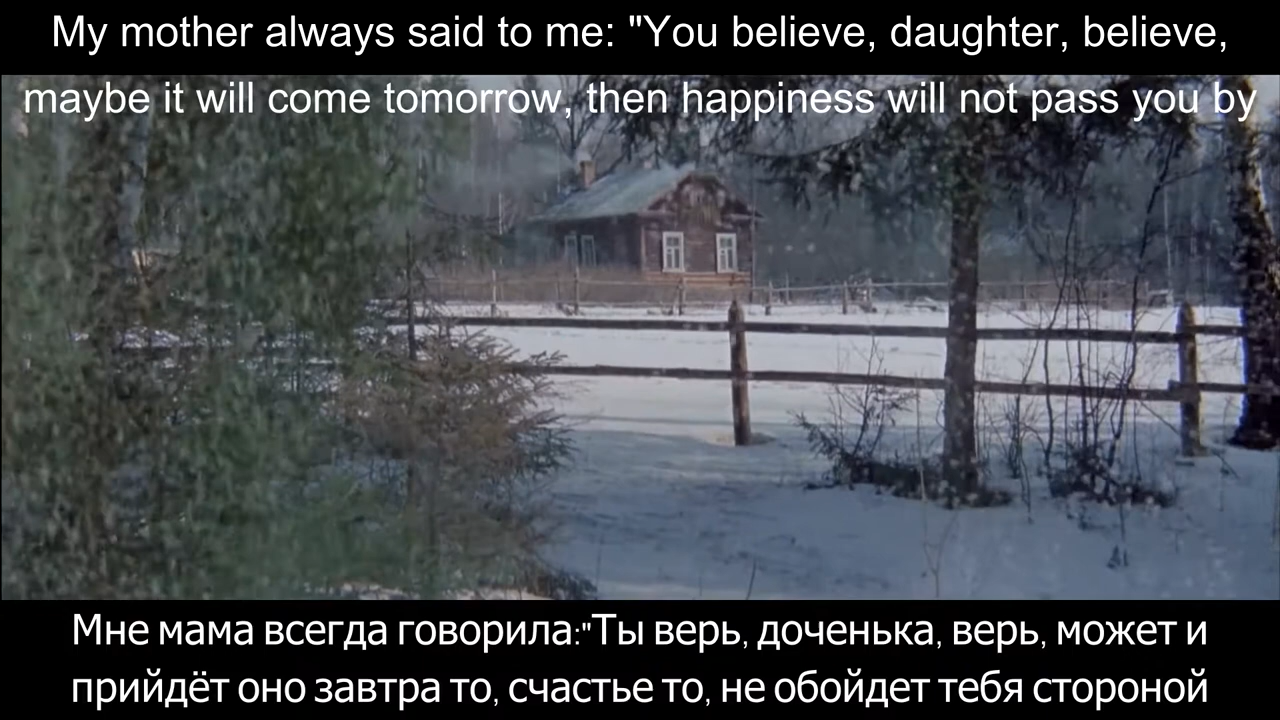 My mother always said to me: "You believe, daughter, believe,
maybe it will come tomorrow, then happiness will not pass you by
Мне мама всегда говорила:"Ты верь, доченька, верь, может и
прийдёт оно завтра то, счастье то, не обойдет тебя стороной